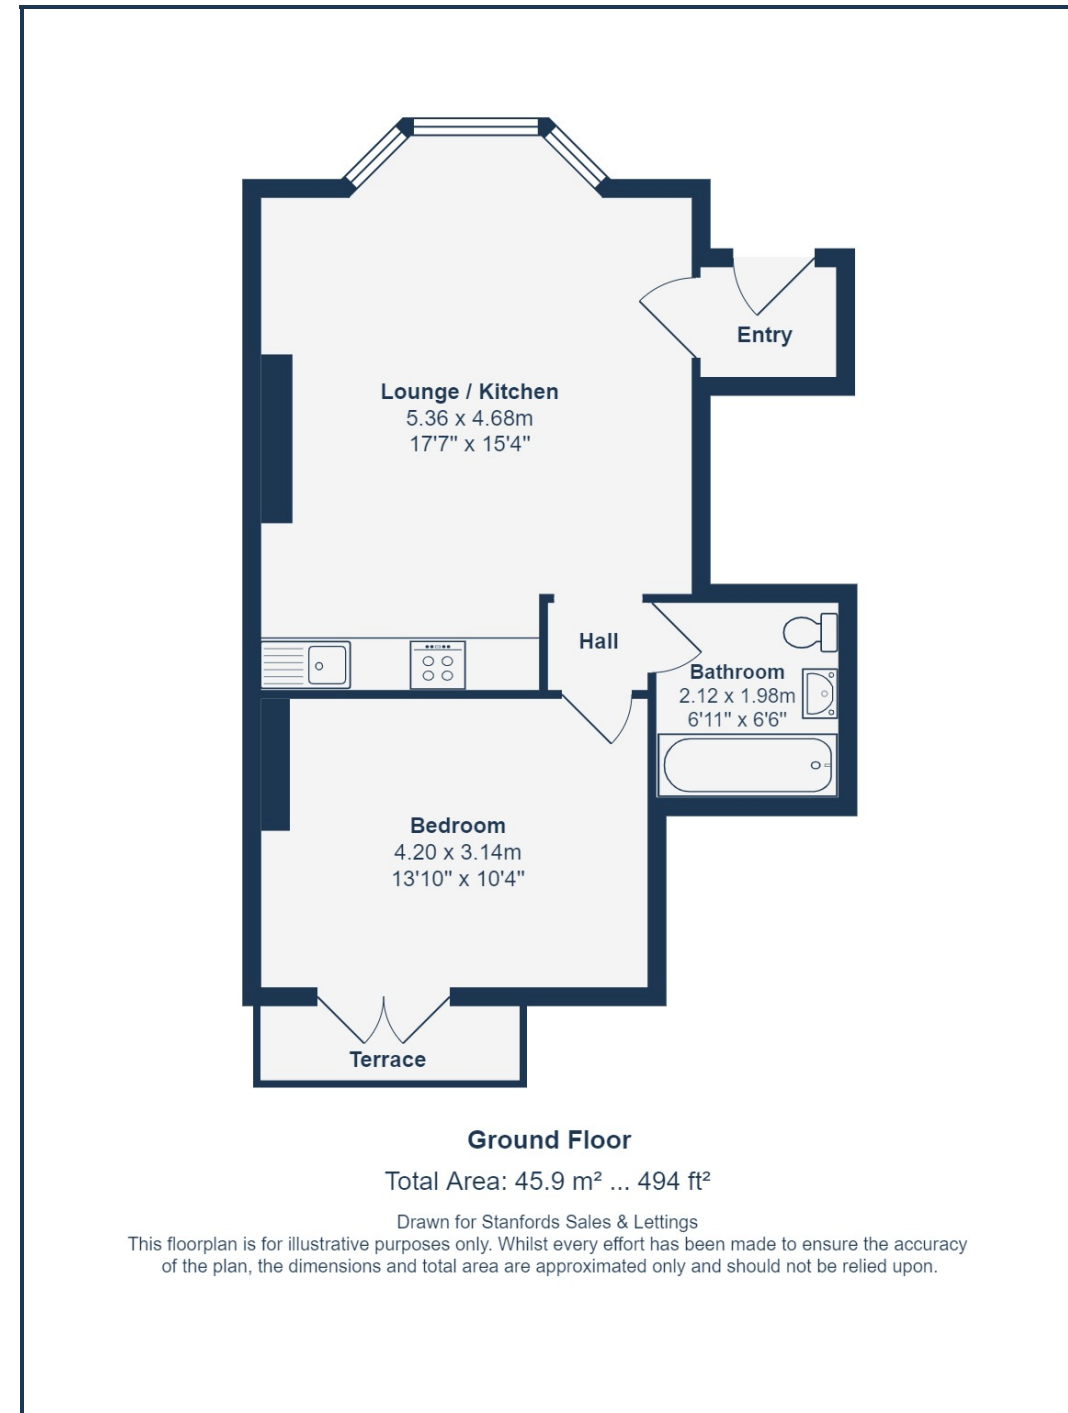 Entry
Lounge / Kitchen
5.36 x 4.68m
17'7" x 15'4"
Hall
Bathroom
2.12 x 1.98m
6'11" x 6'6"
Bedroom
4.20 x 3.14m
13'10" x 10'4"
Terrace
Ground Floor
Total Area: 45.9 m² ... 494 ft²
Drawn for Stanfords Sales & Lettings
This floorplan is for illustrative purposes only. Whilst every effort has been made to ensure the accuracy
of the plan, the dimensions and total area are approximated only and should not be relied upon.